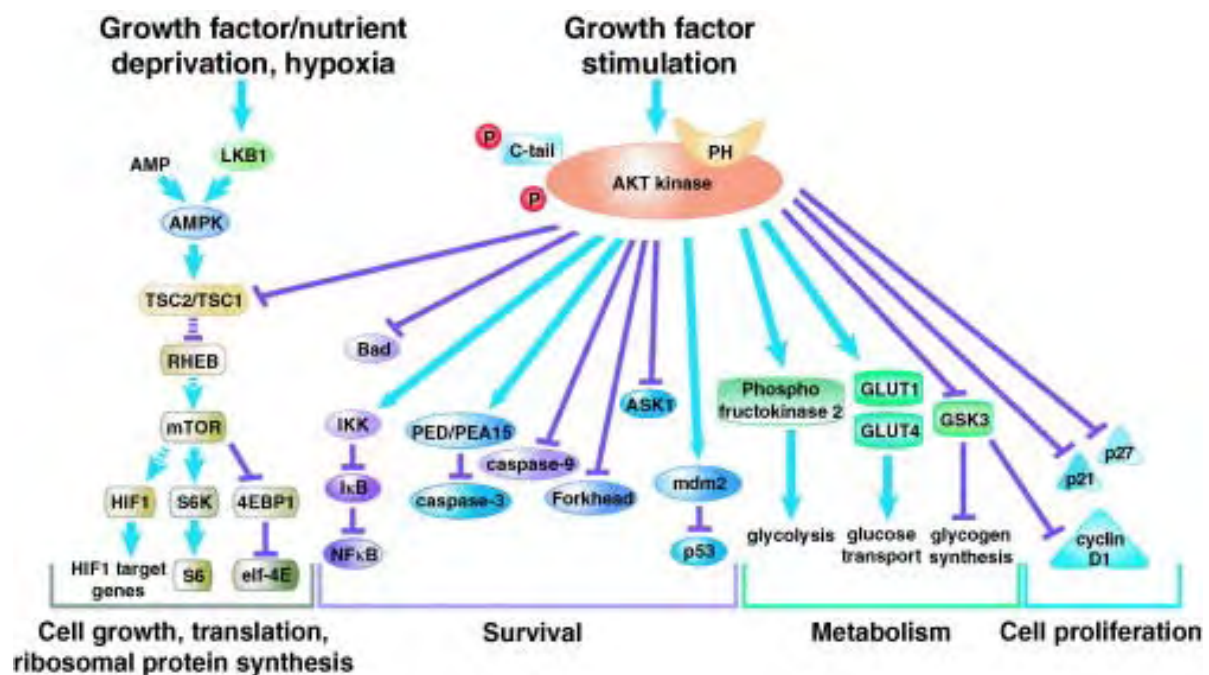 Growth factor/nutrient
deprivation, hypoxia
Growth factor
stimulation
P
C-tail
PH
AKT kinase
P
LKB1
AMP
AMPK
TSC2/TSC1
RHEB
mTOR
HIF1
S6K
4EBP1
HIF1 target
genes
S6
eIf-4E
Bad
IKK
IκB
NFκB
PED/PEA15
caspase-3
caspase-9
Forkhead
ASK1
mdm2
p53
Phospho
fructokinase 2
glycolysis
GLUT1
GLUT4
glucose
transport
GSK3
glycogen
synthesis
p21
p27
cyclin
D1
Cell growth, translation,
ribosomal protein synthesis
Survival
Metabolism
Cell proliferation